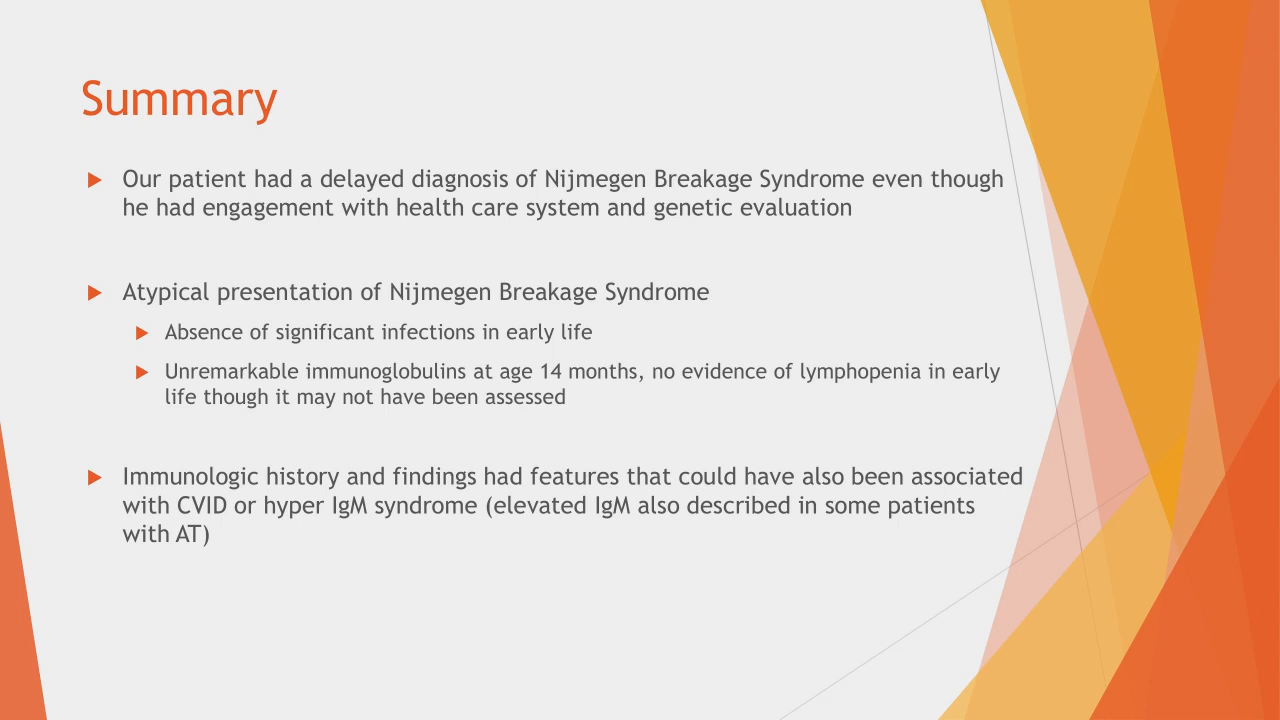 Summary
Our patient had a delayed diagnosis of Nijmegen Breakage Syndrome even though
he had engagement with health care system and genetic evaluation
Atypical presentation of Nijmegen Breakage Syndrome
Absence of significant infections in early life
Unremarkable immunoglobulins at age 14 months, no evidence of lymphopenia in early
life though it may not have been assessed
Immunologic history and findings had features that could have also been associated
with CVID or hyper IgM syndrome (elevated IgM also described in some patients
with AT)